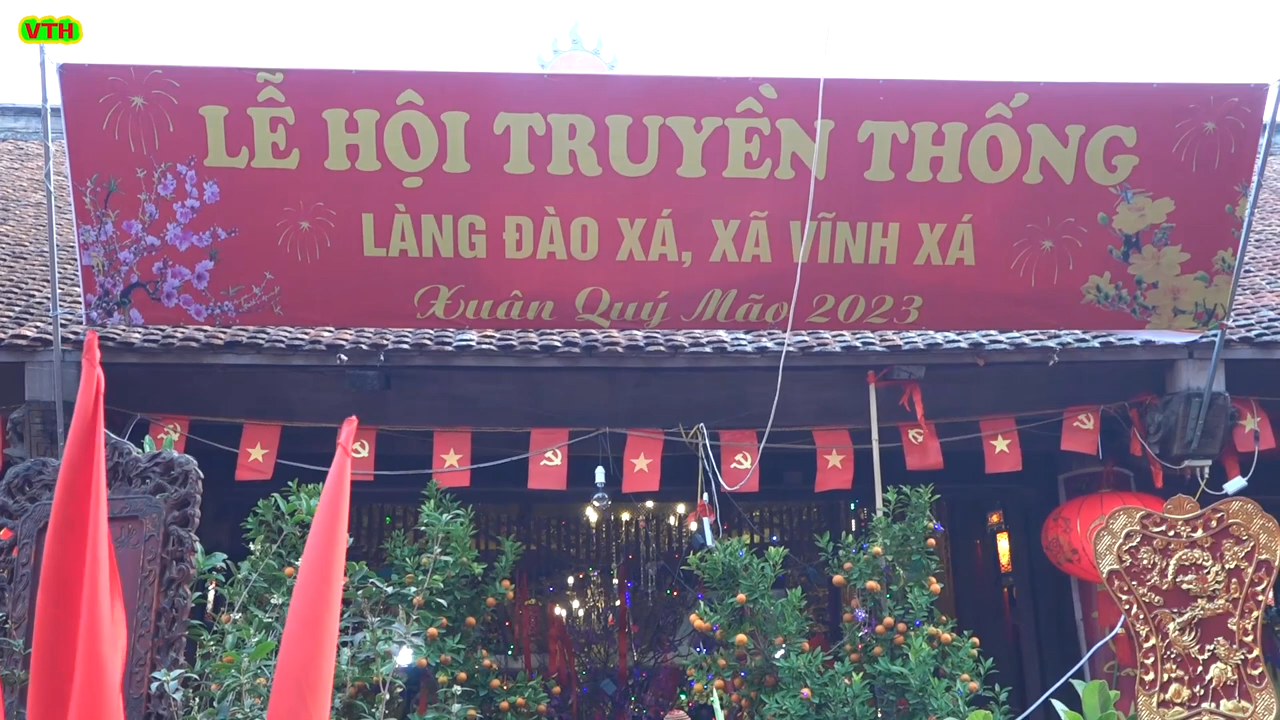 VTH
LỄ HỘI TRUYỀN THỐNG
LÀNG ĐÀO XÁ, XÃ VĨNH XÁ
Xuân Quý Mão 2023